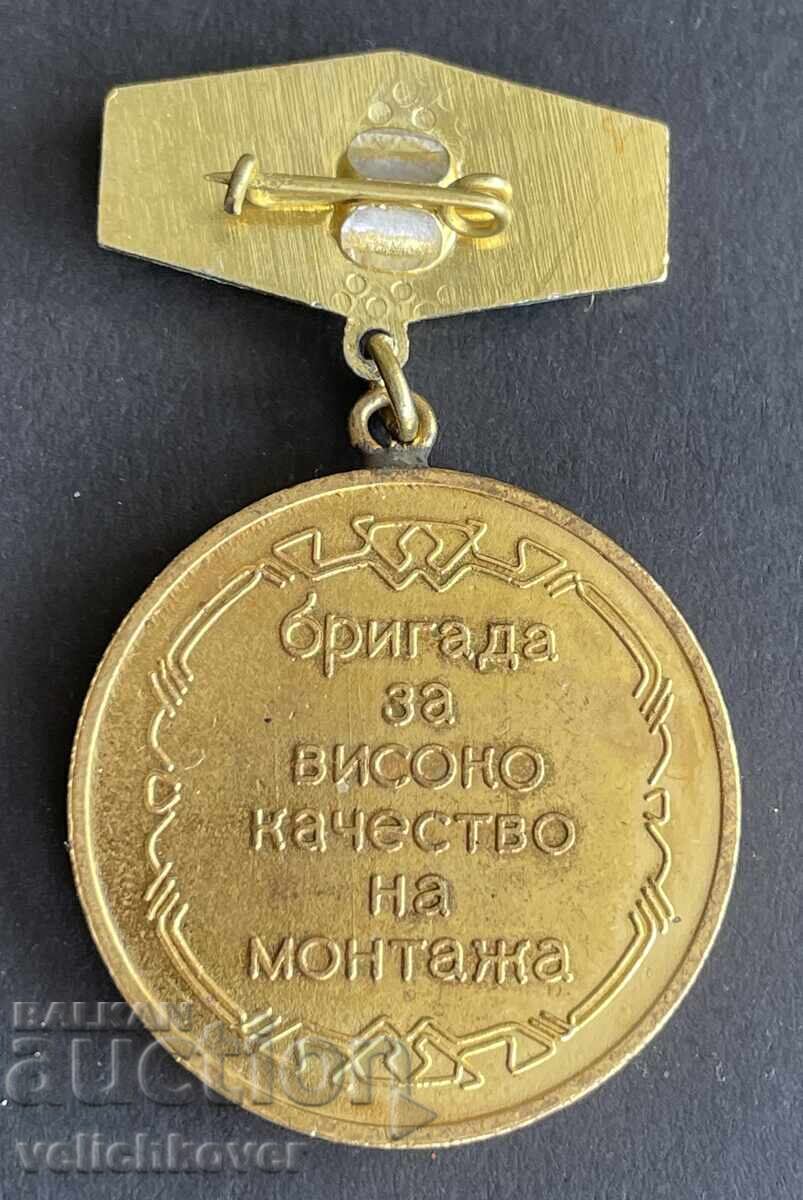 бригада
за
високо
качество
на
монтажа
BALKAN
auction
velichkover